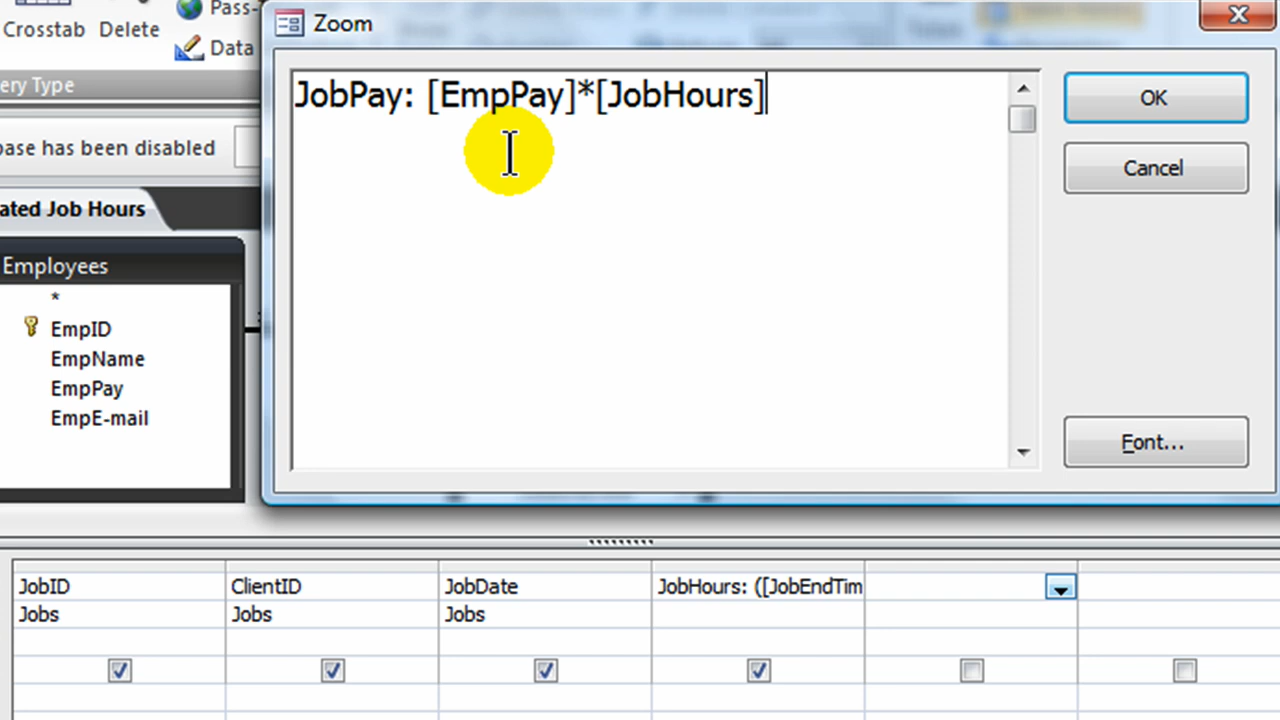 Crosstab Delete
Pass-
Data
ery Type
Zoom
JobPay: [EmpPay]*[JobHours]
OK
Cancel
Font...
ase has been disabled
ated Job Hours
Employees
*
EmpID
EmpName
EmpPay
EmpE-mail
JobID ClientID JobDate JobHours: ([JobEndTim
Jobs Jobs Jobs